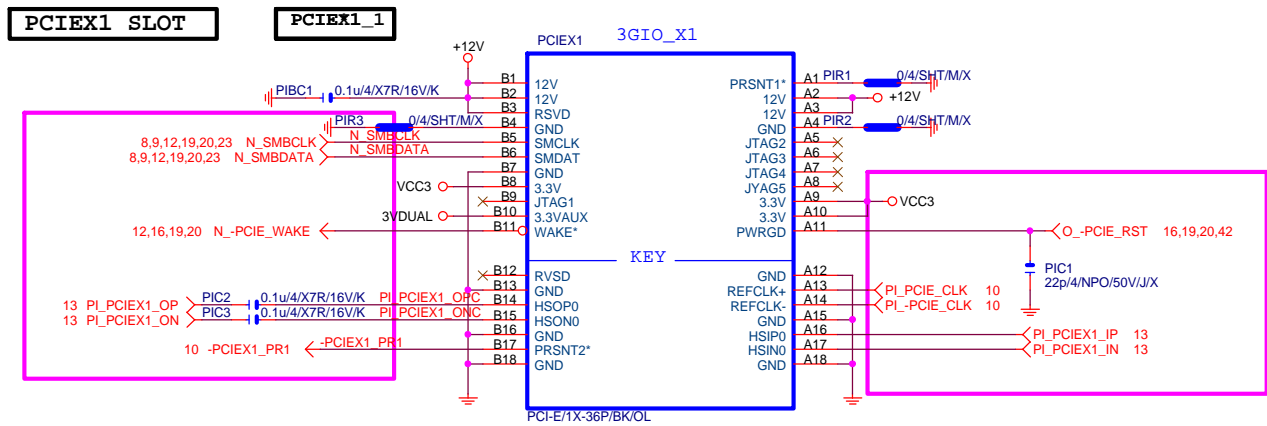 PCIEX1 SLOT
PCIEX1_1
3GIO_X1
PCIEX1
+12V
PIBC1 0.1u/4/X7R/16V/K
PIR3 0/4/SHT/M/X
8,9,12,19,20,23 N_SMBCLK N_SMBCLK
8,9,12,19,20,23 N_SMBDATA N_SMBDATA
VCC3
3VDUAL
12,16,19,20 N_-PCIE_WAKE
13 PI_PCIEX1_OP PIC2 0.1u/4/X7R/16V/K PI_PCIEX1_OPC
13 PI_PCIEX1_ON PIC3 0.1u/4/X7R/16V/K PI_PCIEX1_ONC
10 -PCIEX1_PR1 -PCIEX1_PR1
B1 12V
B2 12V
B3 RSVD
B4 GND
B5 SMCLK
B6 SMDAT
B7 GND
B8 3.3V
B9 JTAG1
B10 3.3VAUX
B11 WAKE*
KEY
B12 RVSD
B13 GND
B14 HSOP0
B15 HSON0
B16 GND
B17 PRSNT2*
B18 GND
PRSNT1* A1
12V A2
12V A3
GND A4
JTAG2 A5
JTAG3 A6
JTAG4 A7
JYAG5 A8
3.3V A9
3.3V A10
PWRGD A11
GND A12
REFCLK+ A13
REFCLK- A14
GND A15
HSIP0 A16
HSIN0 A17
GND A18
PIR1 0/4/SHT/M/X
+12V
PIR2 0/4/SHT/M/X
VCC3
O_-PCIE_RST 16,19,20,42
PIC1
22p/4/NPO/50V/J/X
PI_PCIE_CLK 10
PI_-PCIE_CLK 10
PI_PCIEX1_IP 13
PI_PCIEX1_IN 13
PCI-E/1X-36P/BK/OL